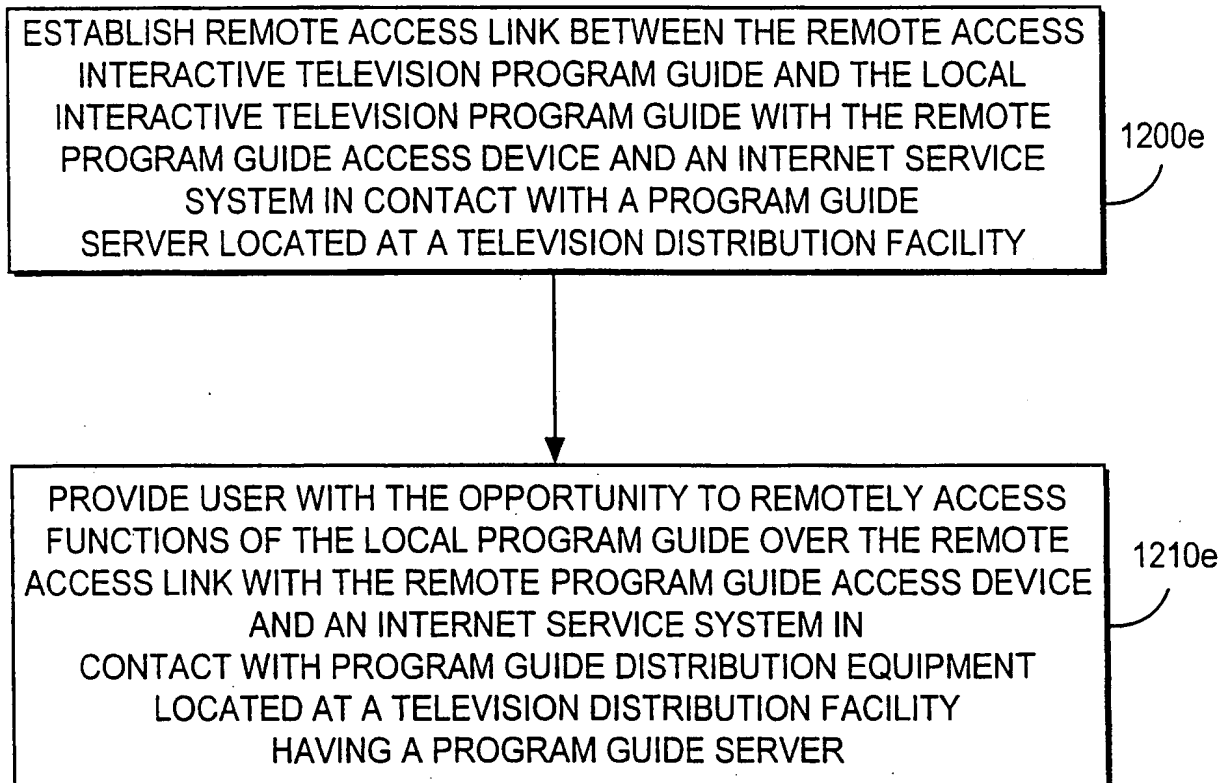 ESTABLISH REMOTE ACCESS LINK BETWEEN THE REMOTE ACCESS
INTERACTIVE TELEVISION PROGRAM GUIDE AND THE LOCAL
INTERACTIVE TELEVISION PROGRAM GUIDE WITH THE REMOTE
PROGRAM GUIDE ACCESS DEVICE AND AN INTERNET SERVICE
SYSTEM IN CONTACT WITH A PROGRAM GUIDE
SERVER LOCATED AT A TELEVISION DISTRIBUTION FACILITY
1200e
PROVIDE USER WITH THE OPPORTUNITY TO REMOTELY ACCESS
FUNCTIONS OF THE LOCAL PROGRAM GUIDE OVER THE REMOTE
ACCESS LINK WITH THE REMOTE PROGRAM GUIDE ACCESS DEVICE
AND AN INTERNET SERVICE SYSTEM IN
CONTACT WITH PROGRAM GUIDE DISTRIBUTION EQUIPMENT
LOCATED AT A TELEVISION DISTRIBUTION FACILITY
HAVING A PROGRAM GUIDE SERVER
1210e